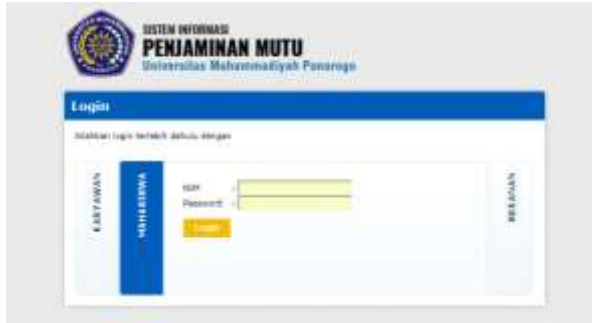 SISTEM INFORMASI
PENJAMINAN MUTU
Universitas Muhammadiyah Ponorogo
Login
Silahkan login terlebih dahulu dengan
KARYAWAN
MAHASISWA
NIM :
Password :
Login
REKANAN